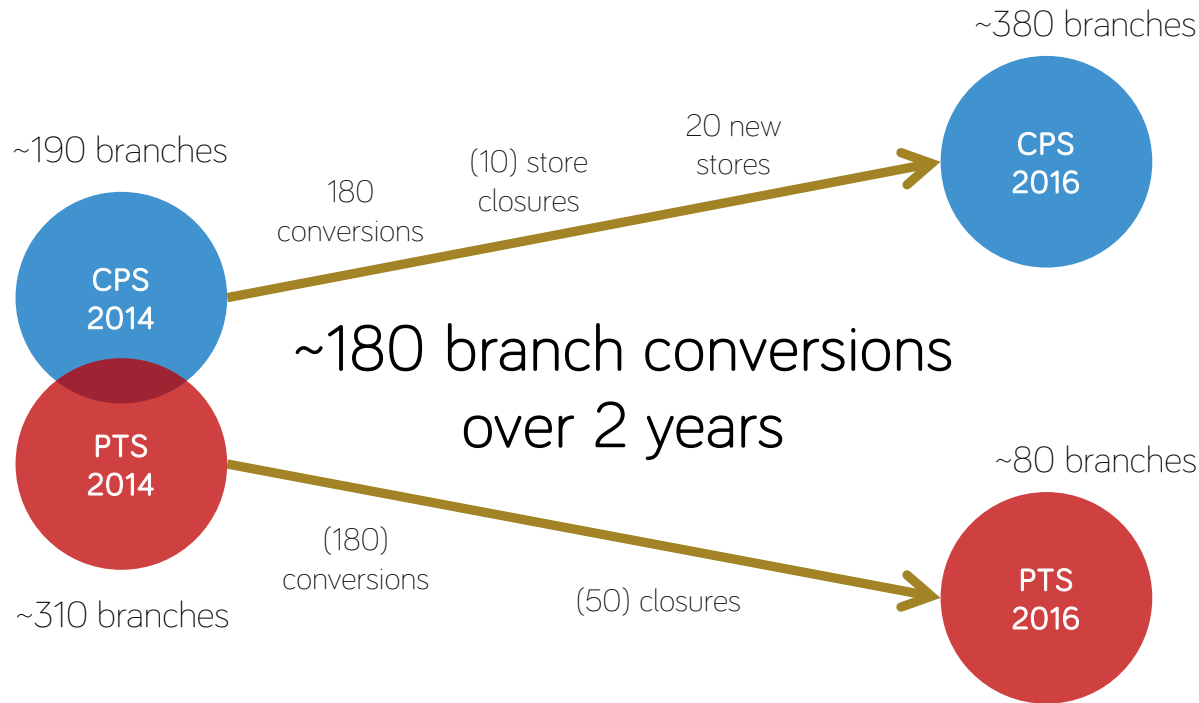 ~380 branches
CPS
2016
~190 branches
180
conversions
(10) store
closures
20 new
stores
CPS
2014
~180 branch conversions
over 2 years
PTS
2014
~310 branches
(180)
conversions
(50) closures
~80 branches
PTS
2016